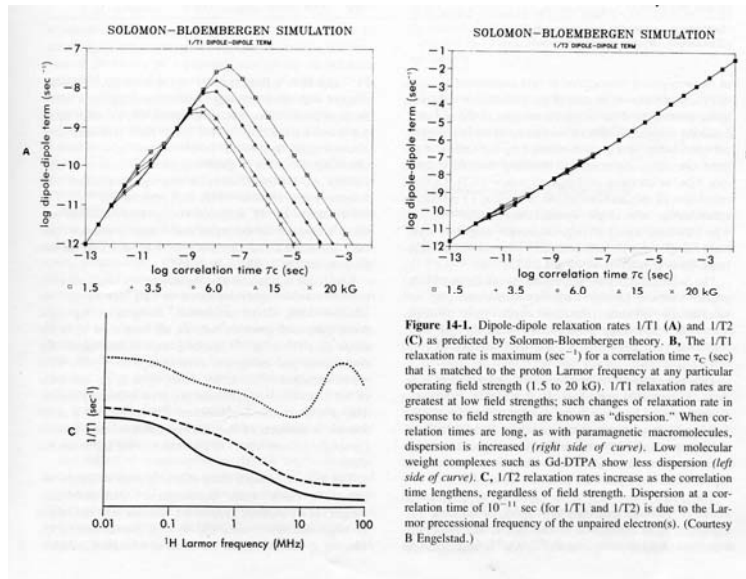 SOLOMON-BLOEMBERGEN SIMULATION
1/T1 DIPOLE-DIPOLE TERM
log dipole-dipole term (sec⁻¹)
-7
-8
-9
-10
-11
-12
A
-13
-11
-9
-7
-5
-3
log correlation time τc (sec)
1.5
3.5
6.0
15
20 kG
SOLOMON-BLOEMBERGEN SIMULATION
1/T2 DIPOLE-DIPOLE TERM
log dipole-dipole term (sec⁻¹)
-1
-2
-3
-4
-5
-6
-7
-8
-9
-10
-11
-12
-13
-11
-9
-7
-5
-3
log correlation time τc (sec)
1.5
3.5
6.0
15
20 kG
C
1/T1 (sec⁻¹)
0.01
0.1
1
10
100
¹H Larmor frequency (MHz)
Figure 14-1. Dipole-dipole relaxation rates 1/T1 (A) and 1/T2
(C) as predicted by Solomon-Bloembergen theory. B, The 1/T1
relaxation rate is maximum (sec⁻¹) for a correlation time τC (sec)
that is matched to the proton Larmor frequency at any particular
operating field strength (1.5 to 20 kG). 1/T1 relaxation rates are
greatest at low field strengths; such changes of relaxation rate in
response to field strength are known as “dispersion.” When cor-
relation times are long, as with paramagnetic macromolecules,
dispersion is increased (right side of curve). Low molecular
weight complexes such as Gd-DTPA show less dispersion (left
side of curve). C, 1/T2 relaxation rates increase as the correlation
time lengthens, regardless of field strength. Dispersion at a cor-
relation time of 10⁻¹¹ sec (for 1/T1 and 1/T2) is due to the Lar-
mor precessional frequency of the unpaired electron(s). (Courtesy
B Engelstad.)